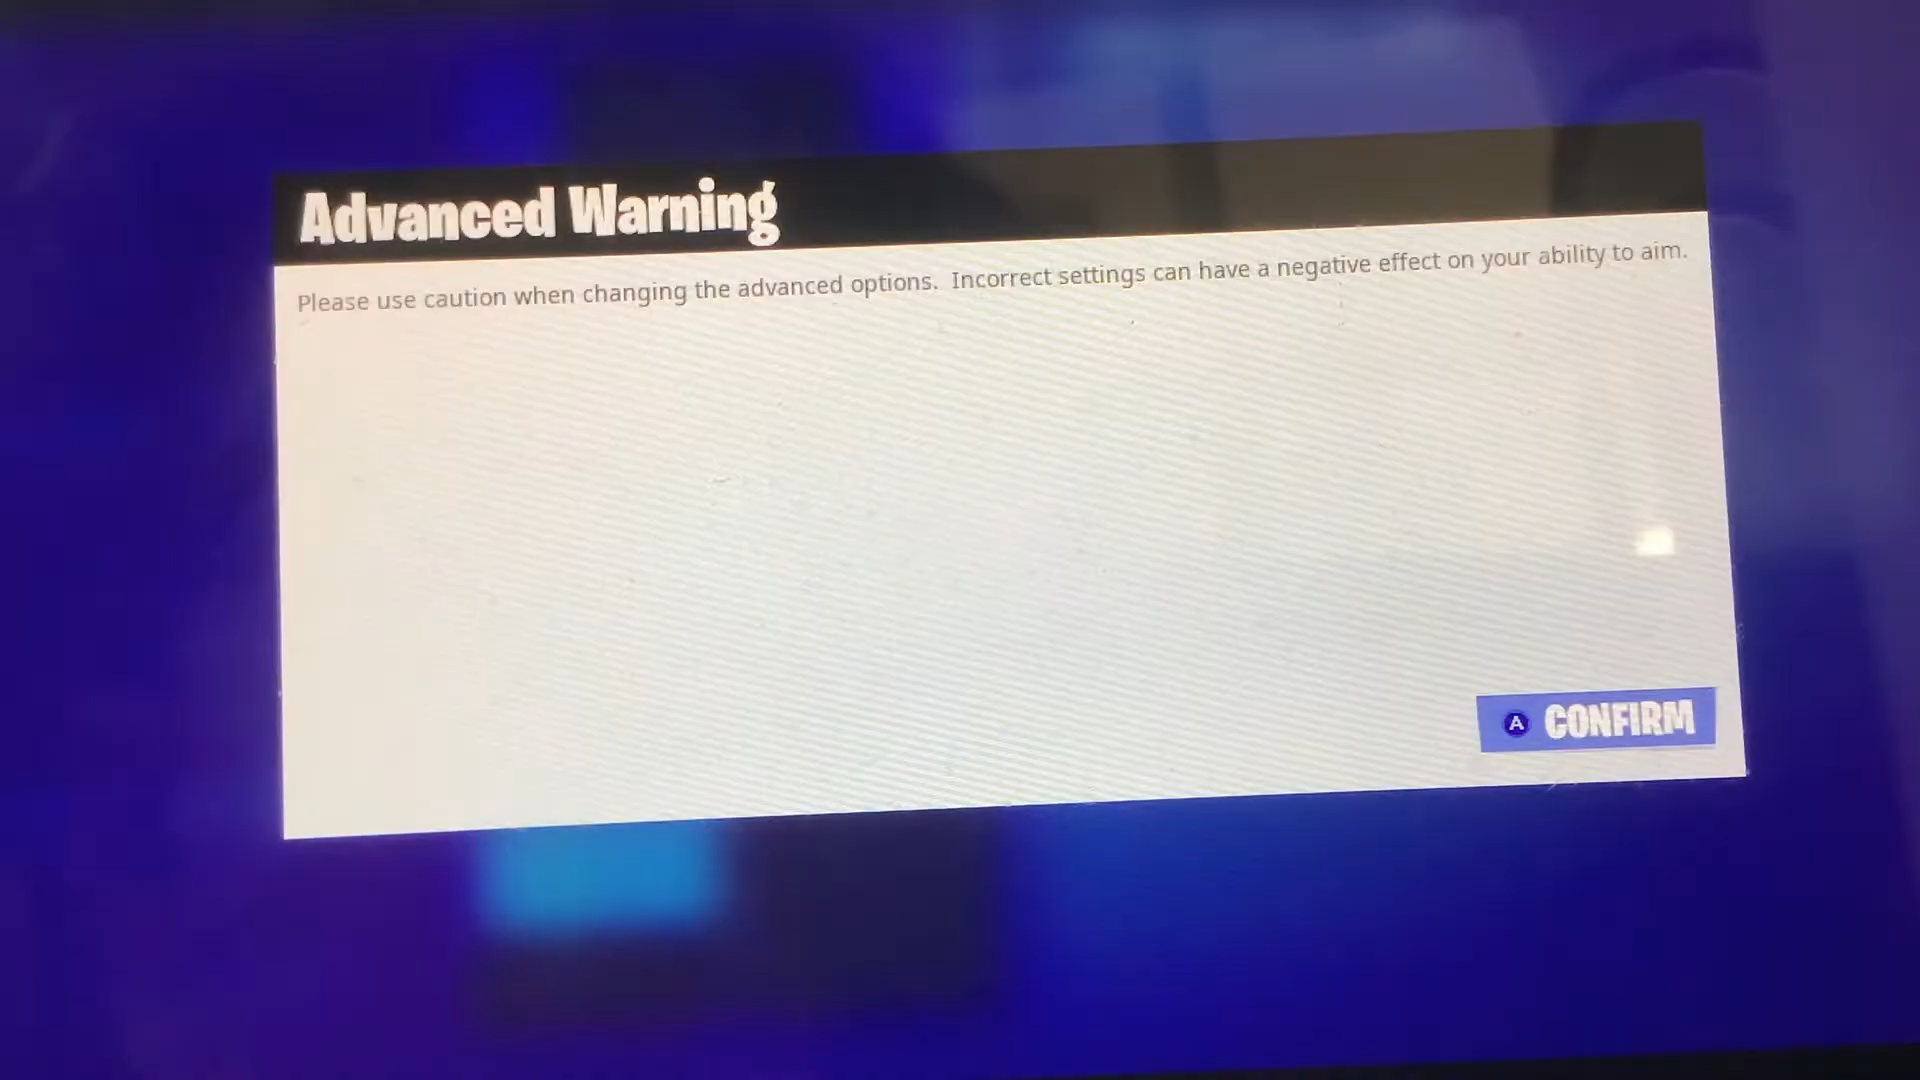 Advanced Warning
Please use caution when changing the advanced options.  Incorrect settings can have a negative effect on your ability to aim.
A CONFIRM